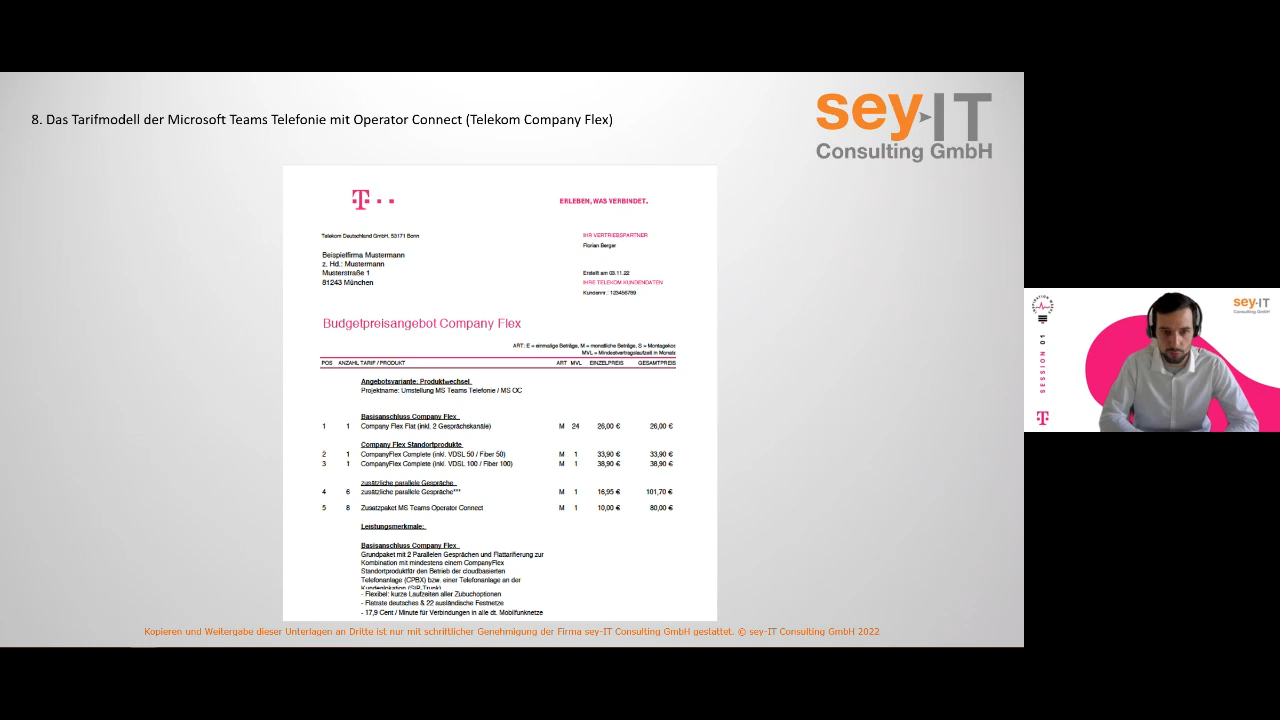 8. Das Tarifmodell der Microsoft Teams Telefonie mit Operator Connect (Telekom Company Flex)
sey-IT
Consulting GmbH
T
ERLEBEN, WAS VERBINDET.
Telekom Deutschland GmbH, 53171 Bonn
IHR VERTRIEBSPARTNER
Florian Berger
Beispielfirma Mustermann
z. Hd.: Mustermann
Musterstraße 1
81243 München
Erstellt am 03.11.22
IHRE TELEKOM KUNDENDATEN
Kundennr.: 123456789
Budgetpreisangebot Company Flex
ART: E = einmalige Beträge, M = monatliche Beträge, S = Montagekos
MVL = Mindestvertragslaufzeit in Monate
POS ANZAHL TARIF / PRODUKT ART MVL EINZELPREIS GESAMTPREIS
Angebotsvariante: Produktwechsel
Projektname: Umstellung MS Teams Telefonie / MS OC
Basisanschluss Company Flex
1 1 Company Flex Flat (inkl. 2 Gesprächskanäle) M 24 26,00 € 26,00 €
Company Flex Standortprodukte
2 1 CompanyFlex Complete (inkl. VDSL 50 / Fiber 50) M 1 33,90 € 33,90 €
3 1 CompanyFlex Complete (inkl. VDSL 100 / Fiber 100) M 1 38,90 € 38,90 €
zusätzliche parallele Gespräche
4 6 zusätzliche parallele Gespräche*** M 1 16,95 € 101,70 €
5 8 Zusatzpaket MS Teams Operator Connect M 1 10,00 € 80,00 €
Leistungsmerkmale:
Basisanschluss Company Flex
Grundpaket mit 2 Parallelen Gesprächen und Flattarifierung zur
Kombination mit mindestens einem CompanyFlex
Standortproduktfür den Betrieb der cloudbasierten
Telefonanlage (CPBX) bzw. einer Telefonanlage an der
Kundenlokation (SIP-Trunk)
- Flexibel: kurze Laufzeiten aller Zubuchoptionen
- Flatrate deutsches & 22 ausländische Festnetze
- 17,9 Cent / Minute für Verbindungen in alle dt. Mobilfunknetze
Kopieren und Weitergabe dieser Unterlagen an Dritte ist nur mit schriftlicher Genehmigung der Firma sey-IT Consulting GmbH gestattet. © sey-IT Consulting GmbH 2022
SESSION 01
T
sey-IT
Consulting GmbH